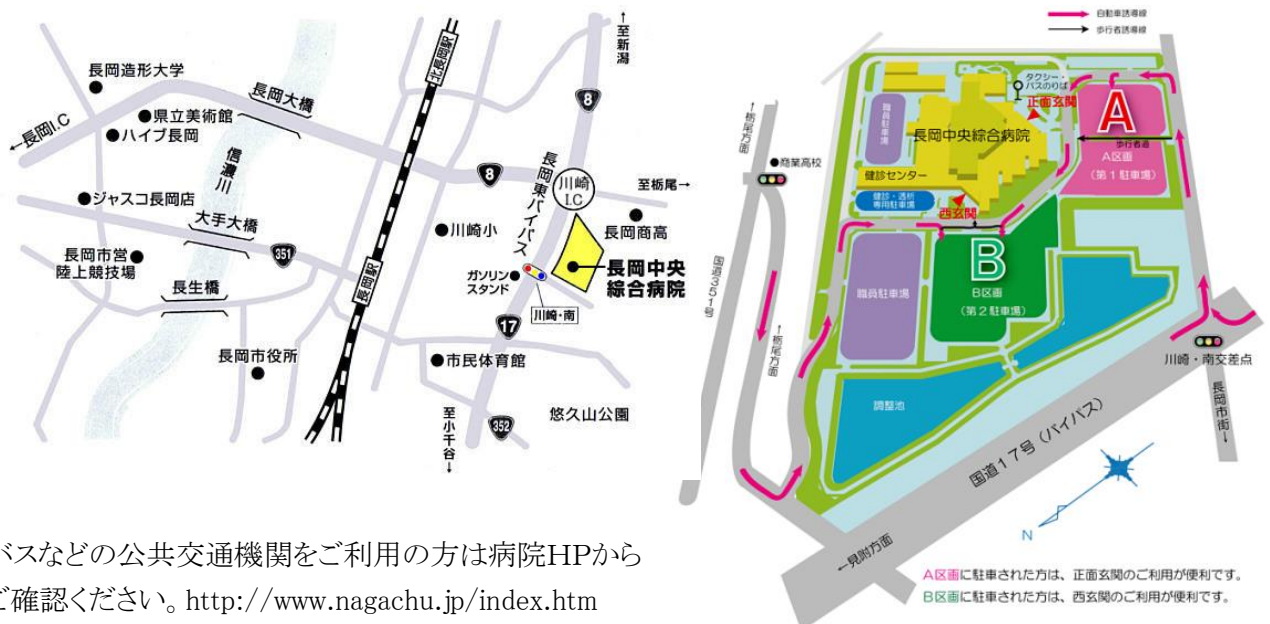 ↑至新潟
8
北長岡駅
長岡造形大学
長岡大橋
県立美術館
ハイブ長岡
←長岡I.C
信濃川
8
長岡東バイパス
川崎I.C
至栃尾→
ジャスコ長岡店
大手大橋
川崎小
長岡商高
長岡市営
陸上競技場
351
ガソリン
スタンド
長岡中央
綜合病院
長生橋
長岡駅
川崎・南
17
長岡市役所
市民体育館
悠久山公園
至小千谷↓
352
バスなどの公共交通機関をご利用の方は病院HPから
ご確認ください。http://www.nagachu.jp/index.htm
自動車誘導線
歩行者誘導線
タクシー・
バスのりば
正面玄関
A
職員駐車場
長岡中央綜合病院
歩行者道
A区画
(第1駐車場)
←栃尾方面
商業高校
健診センター
健診・透析
専用駐車場
西玄関
B
B区画
(第2駐車場)
職員駐車場
国道351号
←栃尾方面
川崎・南交差点
長岡市街→
調整池
国道17号(バイパス)
N
←見附方面
A区画に駐車された方は、正面玄関のご利用が便利です。
B区画に駐車された方は、西玄関のご利用が便利です。